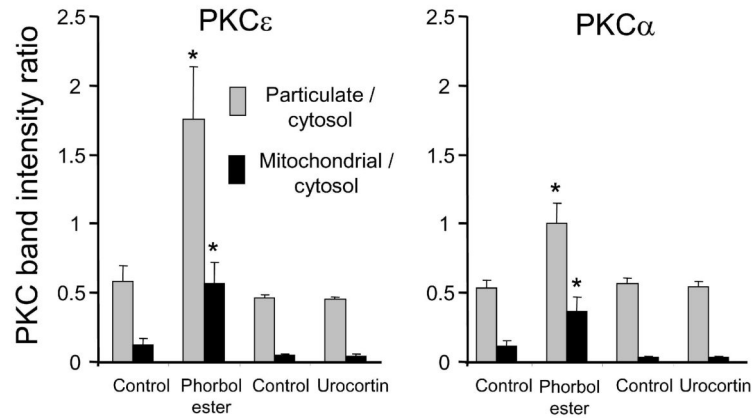 PKCε
PKC band intensity ratio
2.5
2
1.5
1
0.5
0
*
*
Particulate /
cytosol
Mitochondrial /
cytosol
Control
Phorbol
ester
Control
Urocortin
PKCα
2.5
2
1.5
1
0.5
0
*
*
Control
Phorbol
ester
Control
Urocortin